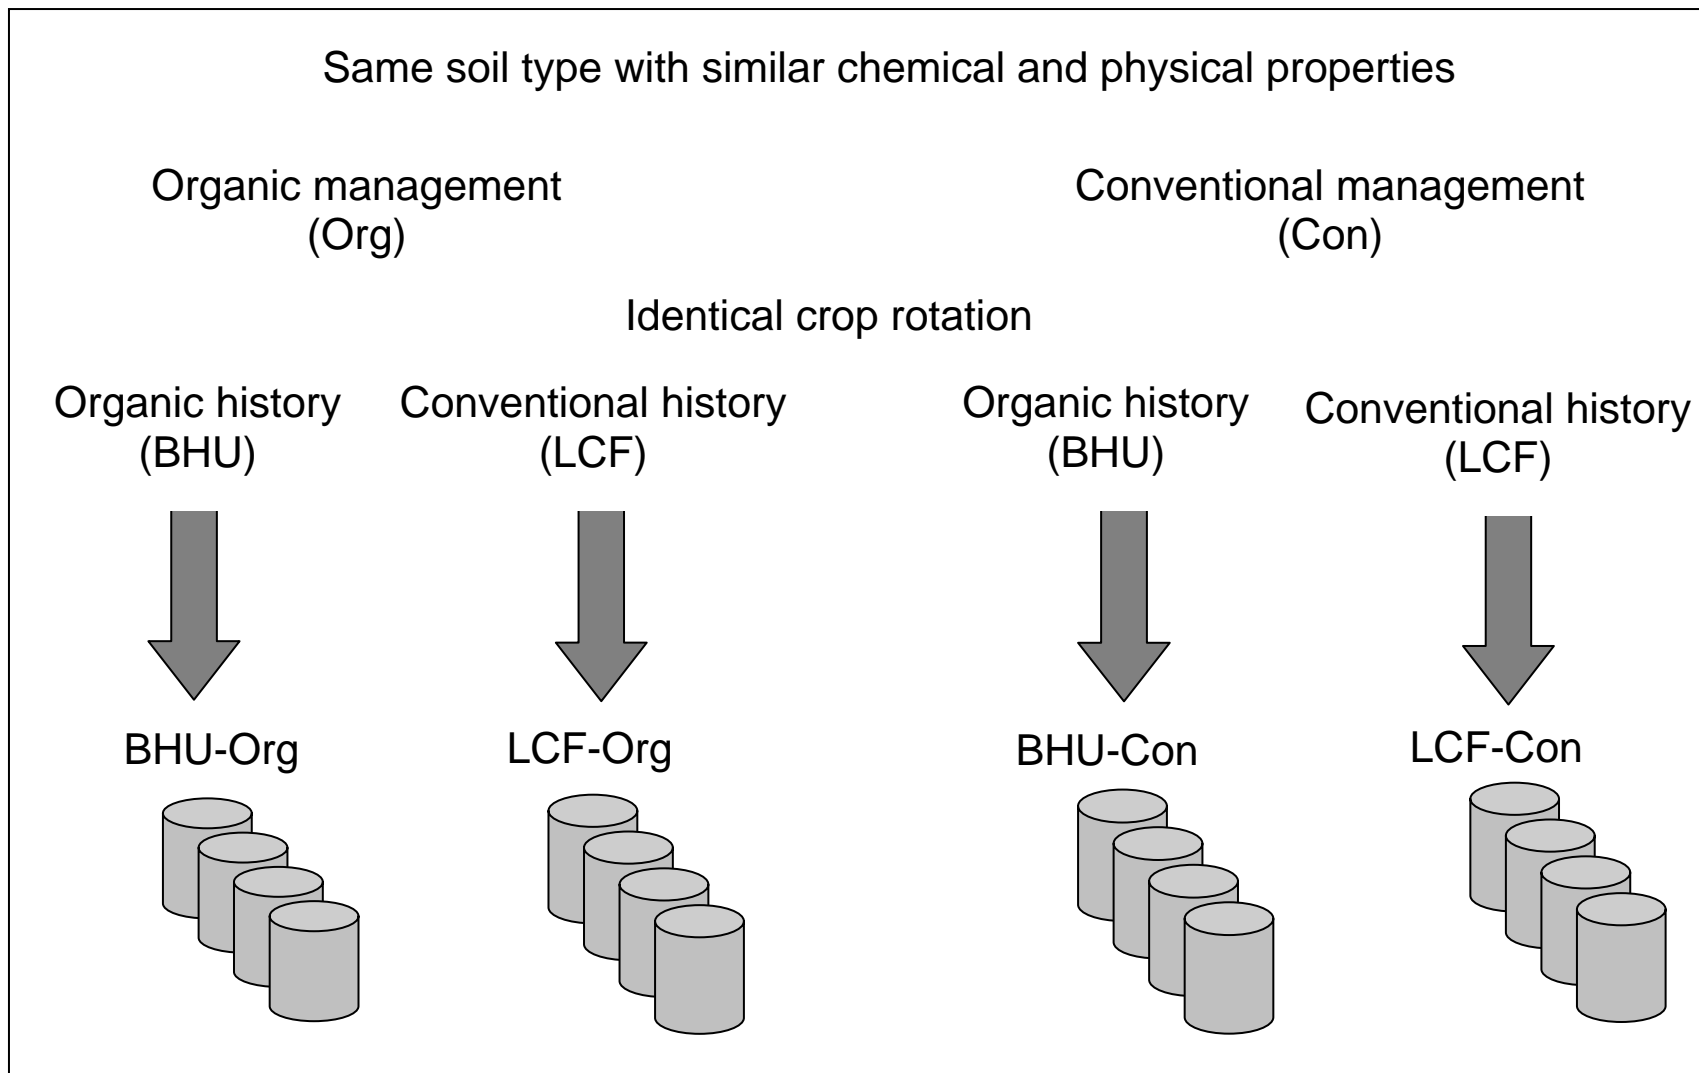 Same soil type with similar chemical and physical properties
Organic management
(Org)
Conventional management
(Con)
Identical crop rotation
Organic history
(BHU)
Conventional history
(LCF)
Organic history
(BHU)
Conventional history
(LCF)
BHU-Org
LCF-Org
BHU-Con
LCF-Con